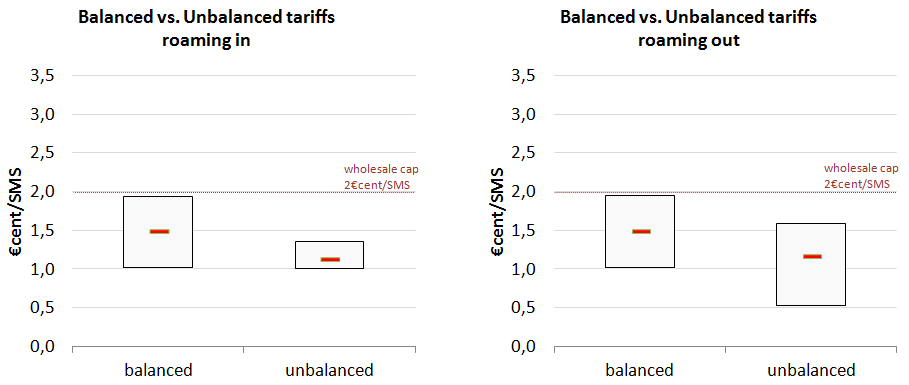 Balanced vs. Unbalanced tariffs
roaming in
€cent/SMS
3,5
3,0
2,5
2,0
1,5
1,0
0,5
0,0
wholesale cap
2€cent/SMS
balanced
unbalanced
Balanced vs. Unbalanced tariffs
roaming out
€cent/SMS
3,5
3,0
2,5
2,0
1,5
1,0
0,5
0,0
wholesale cap
2€cent/SMS
balanced
unbalanced